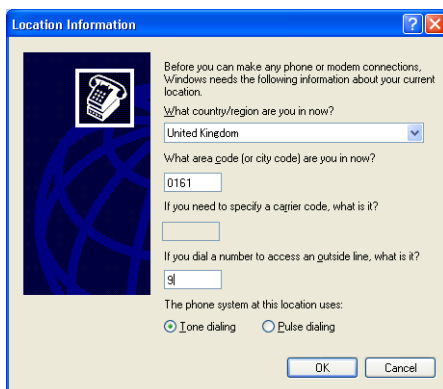 Location Information
Before you can make any phone or modem connections,
Windows needs the following information about your current
location.
What country/region are you in now?
United Kingdom
What area code (or city code) are you in now?
0161
If you need to specify a carrier code, what is it?
If you dial a number to access an outside line, what is it?
9
The phone system at this location uses:
Tone dialing Pulse dialing
OK Cancel